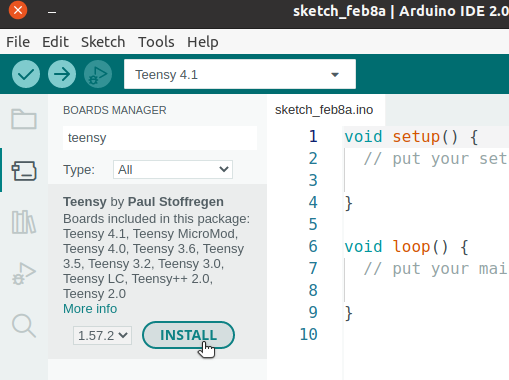 sketch_feb8a | Arduino IDE 2.0
File Edit Sketch Tools Help
Teensy 4.1
BOARDS MANAGER
teensy
Type: All
Teensy by Paul Stoffregen
Boards included in this package:
Teensy 4.1, Teensy MicroMod,
Teensy 4.0, Teensy 3.6, Teensy
3.5, Teensy 3.2, Teensy 3.0,
Teensy LC, Teensy++ 2.0,
Teensy 2.0
More info
1.57.2 INSTALL
sketch_feb8a.ino
1 void setup() {
2 // put your set
3
4 }
5
6 void loop() {
7 // put your mai
8
9 }
10